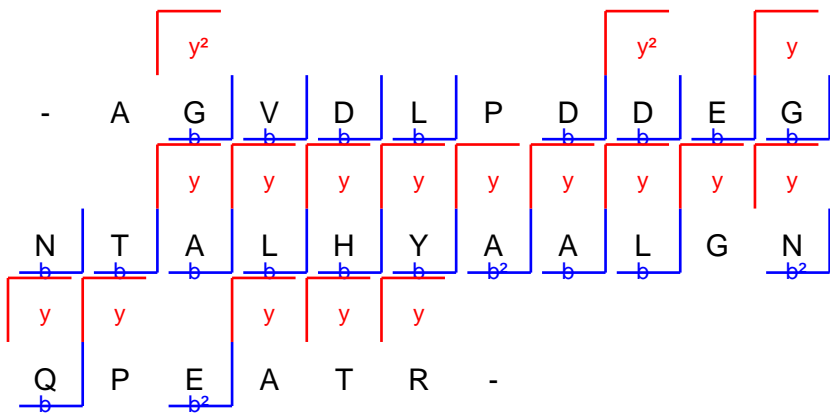 y² y² y
- A G V D L P D D E G
b b b b b b b b
y y y y y y y y y
N T A L H Y A A L G N
b b b b b b b² b b b²
y y y y y
Q P E A T R -
b b²